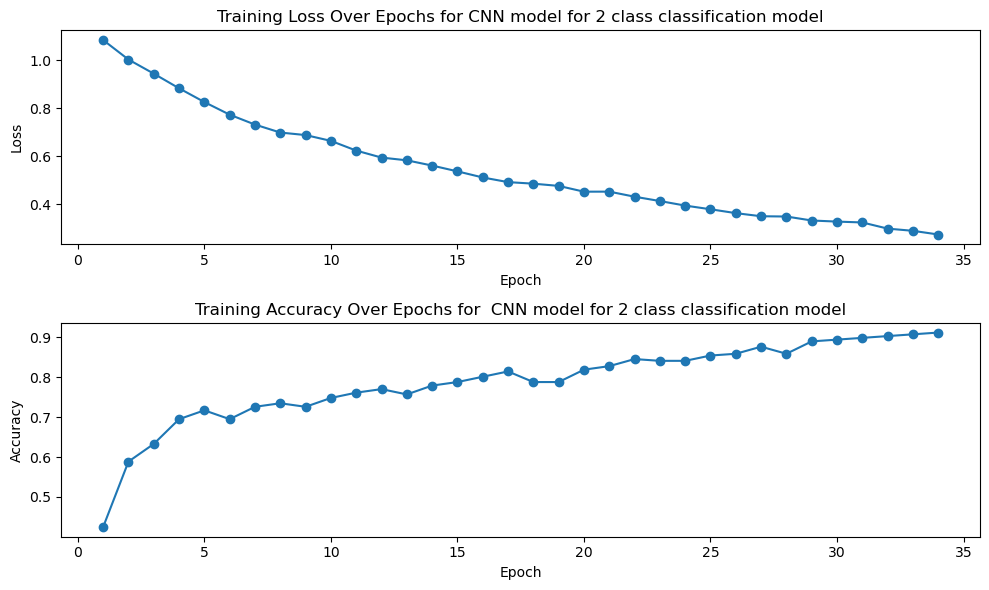 Training Loss Over Epochs for CNN model for 2 class classification model
1.0
0.8
0.6
0.4
Loss
0 5 10 15 20 25 30 35
Epoch
Training Accuracy Over Epochs for  CNN model for 2 class classification model
0.9
0.8
0.7
0.6
0.5
Accuracy
0 5 10 15 20 25 30 35
Epoch